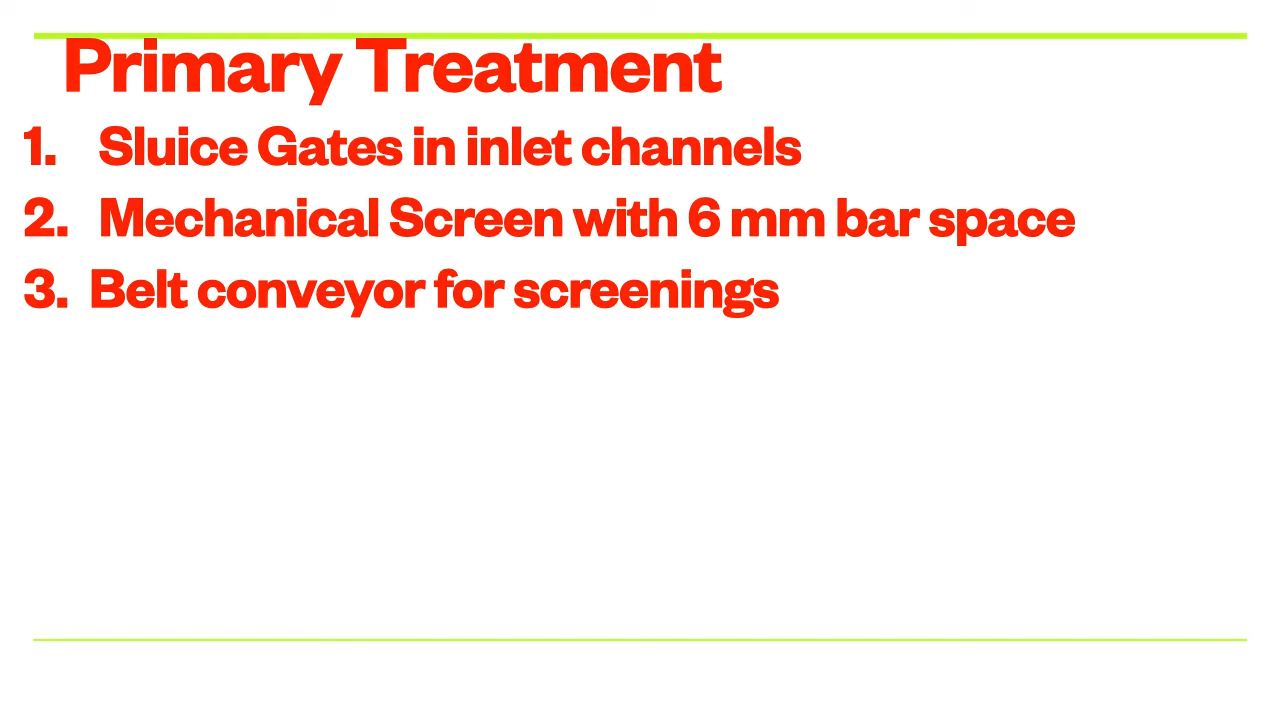 Primary Treatment
1. Sluice Gates in inlet channels
2. Mechanical Screen with 6 mm bar space
3. Belt conveyor for screenings